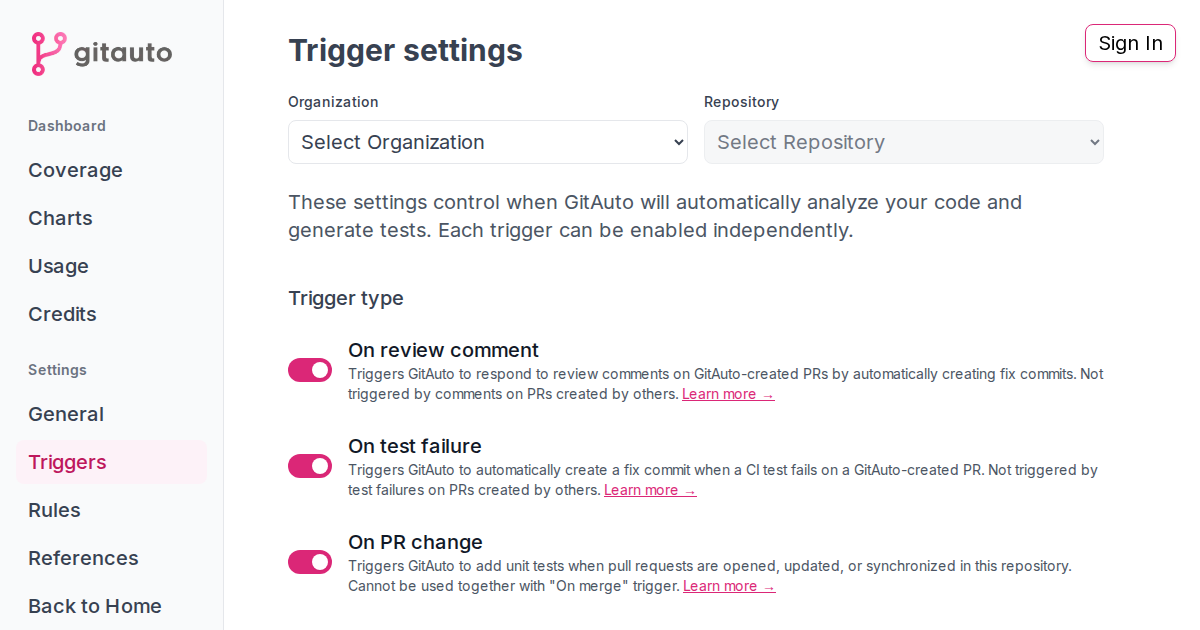 gitauto
Dashboard
Coverage
Charts
Usage
Credits
Settings
General
Triggers
Rules
References
Back to Home
Sign In
Trigger settings
Organization
Select Organization
Repository
Select Repository
These settings control when GitAuto will automatically analyze your code and
generate tests. Each trigger can be enabled independently.
Trigger type
On review comment
Triggers GitAuto to respond to review comments on GitAuto-created PRs by automatically creating fix commits. Not
triggered by comments on PRs created by others. Learn more →
On test failure
Triggers GitAuto to automatically create a fix commit when a CI test fails on a GitAuto-created PR. Not triggered by
test failures on PRs created by others. Learn more →
On PR change
Triggers GitAuto to add unit tests when pull requests are opened, updated, or synchronized in this repository.
Cannot be used together with "On merge" trigger. Learn more →